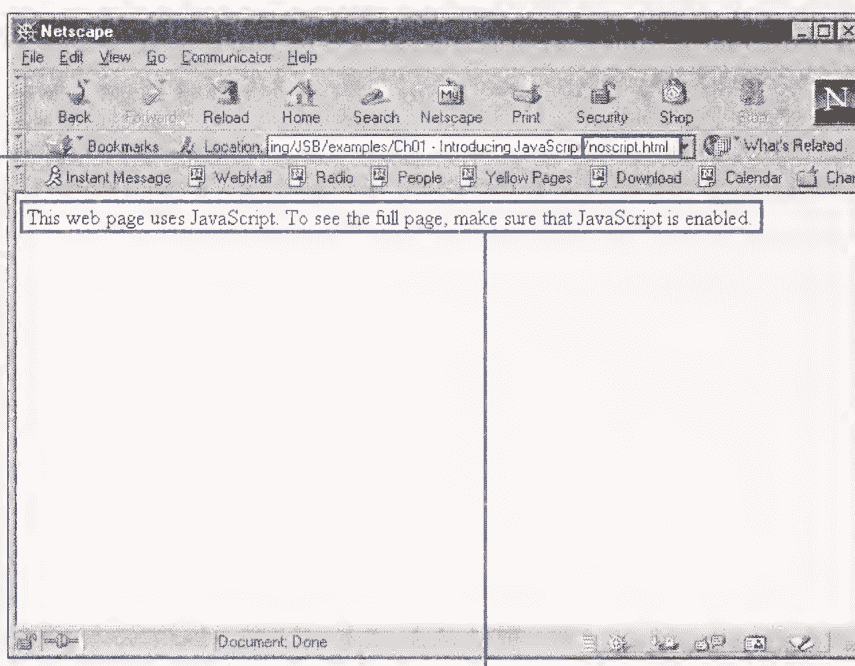 Netscape
File Edit View Go Communicator Help
Back Forward Reload Home Search Netscape Print Security Shop
My
N
Bookmarks Location: ing/JSB/examples/Ch01 - Introducing JavaScrip /noscript.html What's Related
Instant Message WebMail Radio People Yellow Pages Download Calendar Chan
This web page uses JavaScript. To see the full page, make sure that JavaScript is enabled.
Document: Done